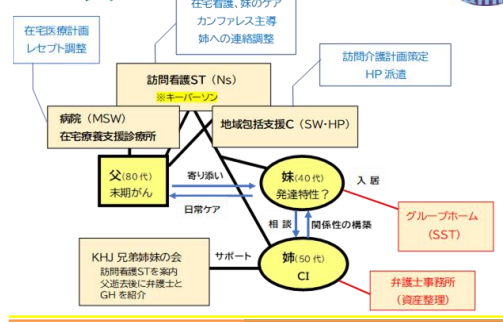 在宅看護、妹のケア
カンファレス主導
姉への連絡調整
在宅医療計画
レセプト調整
訪問介護計画策定
HP 派遣
訪問看護ST（Ns）
※キーパーソン
病院（MSW）
在宅療養支援診療所
地域包括支援C（SW・HP）
父（80代）
末期がん
寄り添い
日常ケア
妹（40代）
発達特性？
入 居
グループホーム
（SST）
相 談
関係性の構築
KHJ 兄弟姉妹の会
訪問看護STを案内
父逝去後に弁護士と
GH を紹介
サポート
姉（50代）
CI
弁護士事務所
（資産整理）